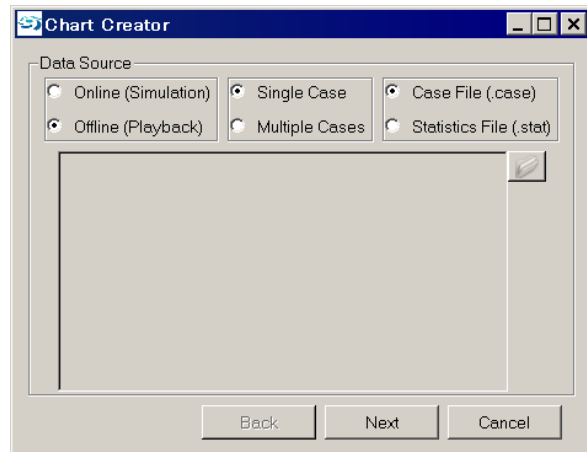 Chart Creator
Data Source
Online (Simulation)
Single Case
Case File (.case)
Offline (Playback)
Multiple Cases
Statistics File (.stat)
Back
Next
Cancel